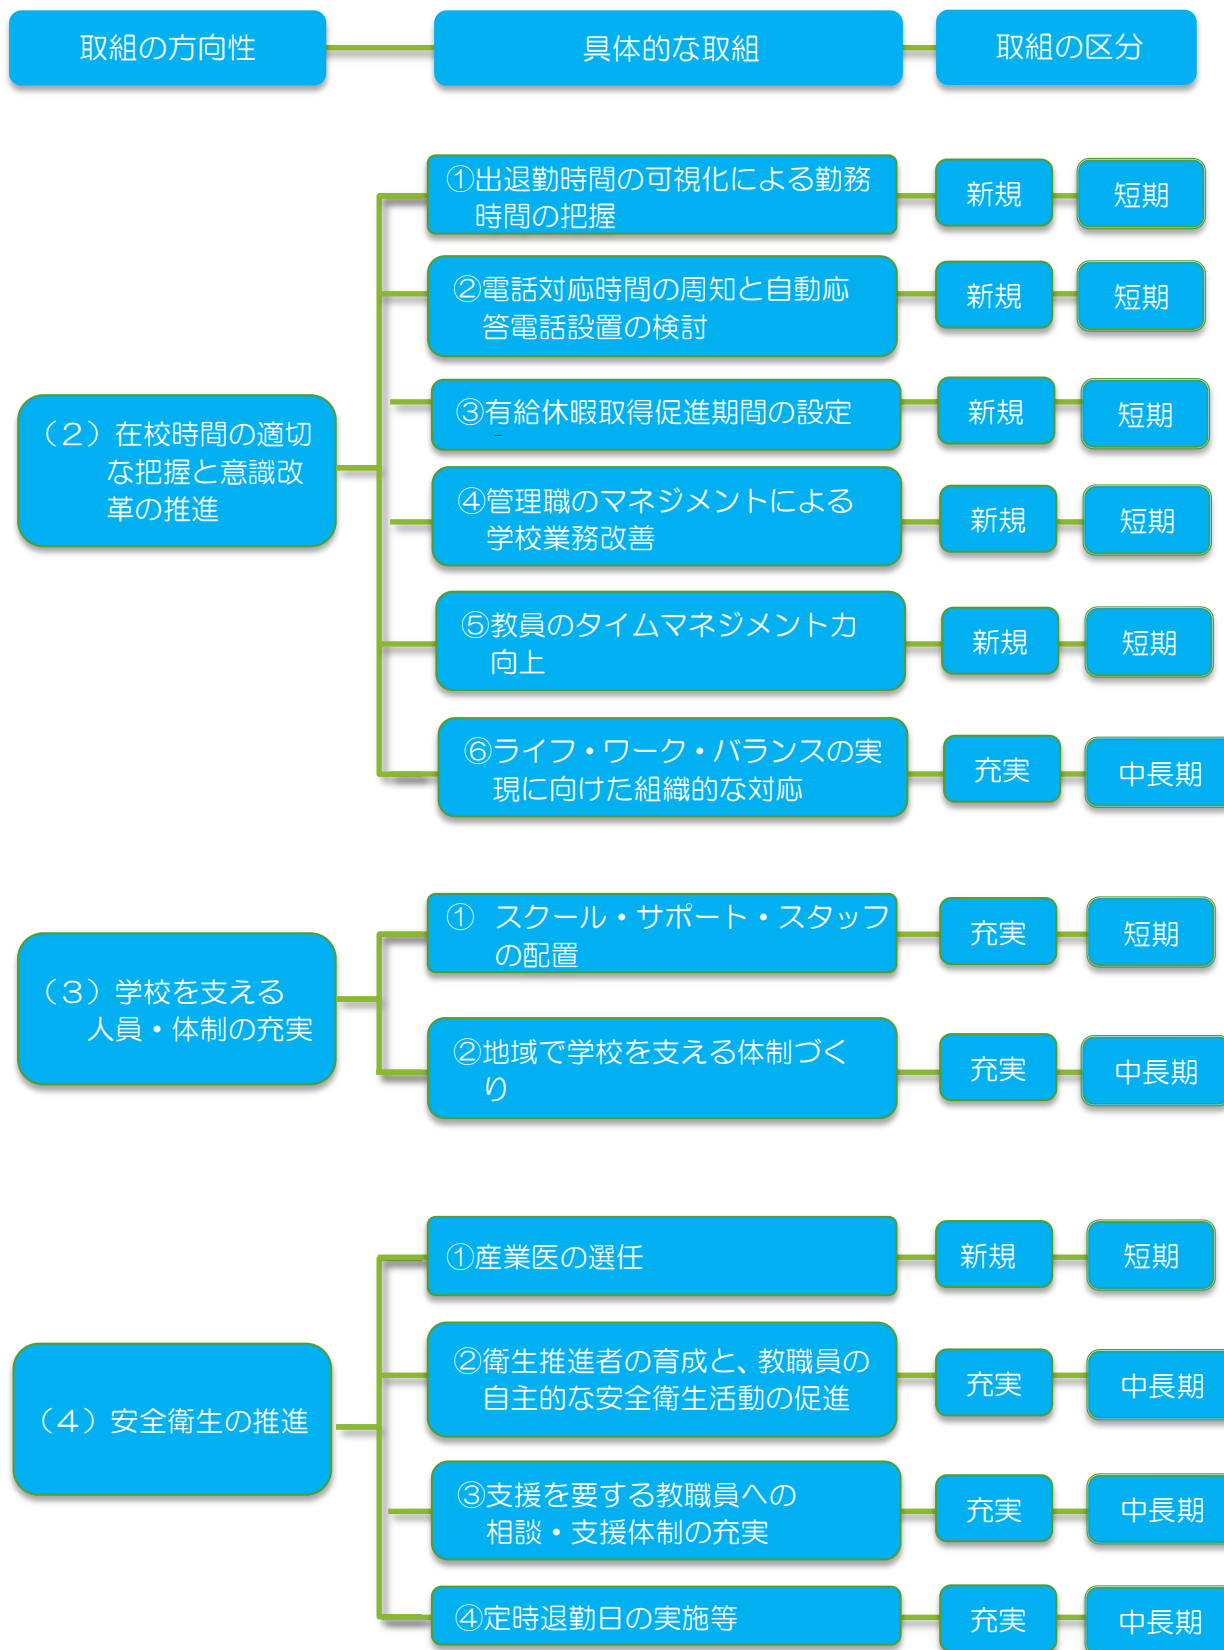 取組の方向性
具体的な取組
取組の区分
①出退勤時間の可視化による勤務
時間の把握
新規
短期
②電話対応時間の周知と自動応
答電話設置の検討
新規
短期
③有給休暇取得促進期間の設定
新規
短期
(2)在校時間の適切
な把握と意識改
革の推進
④管理職のマネジメントによる
学校業務改善
新規
短期
⑤教員のタイムマネジメント力
向上
新規
短期
⑥ライフ・ワーク・バランスの実
現に向けた組織的な対応
充実
中長期
① スクール・サポート・スタッフ
の配置
充実
短期
(3)学校を支える
人員・体制の充実
②地域で学校を支える体制づく
り
充実
中長期
①産業医の選任
新規
短期
②衛生推進者の育成と、教職員の
自主的な安全衛生活動の促進
充実
中長期
(4)安全衛生の推進
③支援を要する教職員への
相談・支援体制の充実
充実
中長期
④定時退勤日の実施等
充実
中長期